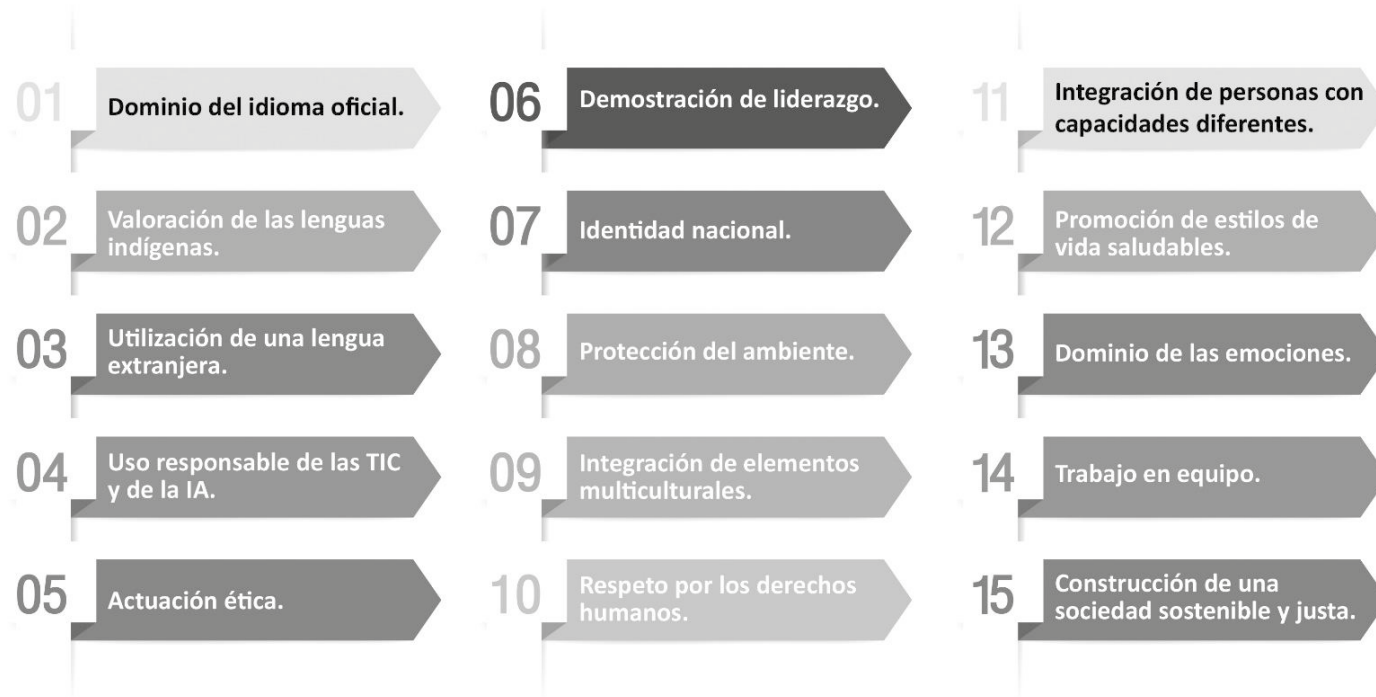 01
Dominio del idioma oficial.
02
Valoración de las lenguas
indígenas.
03
Utilización de una lengua
extranjera.
04
Uso responsable de las TIC
y de la IA.
05
Actuación ética.
06
Demostración de liderazgo.
07
Identidad nacional.
08
Protección del ambiente.
09
Integración de elementos
multiculturales.
10
Respeto por los derechos
humanos.
11
Integración de personas con
capacidades diferentes.
12
Promoción de estilos de
vida saludables.
13
Dominio de las emociones.
14
Trabajo en equipo.
15
Construcción de una
sociedad sostenible y justa.